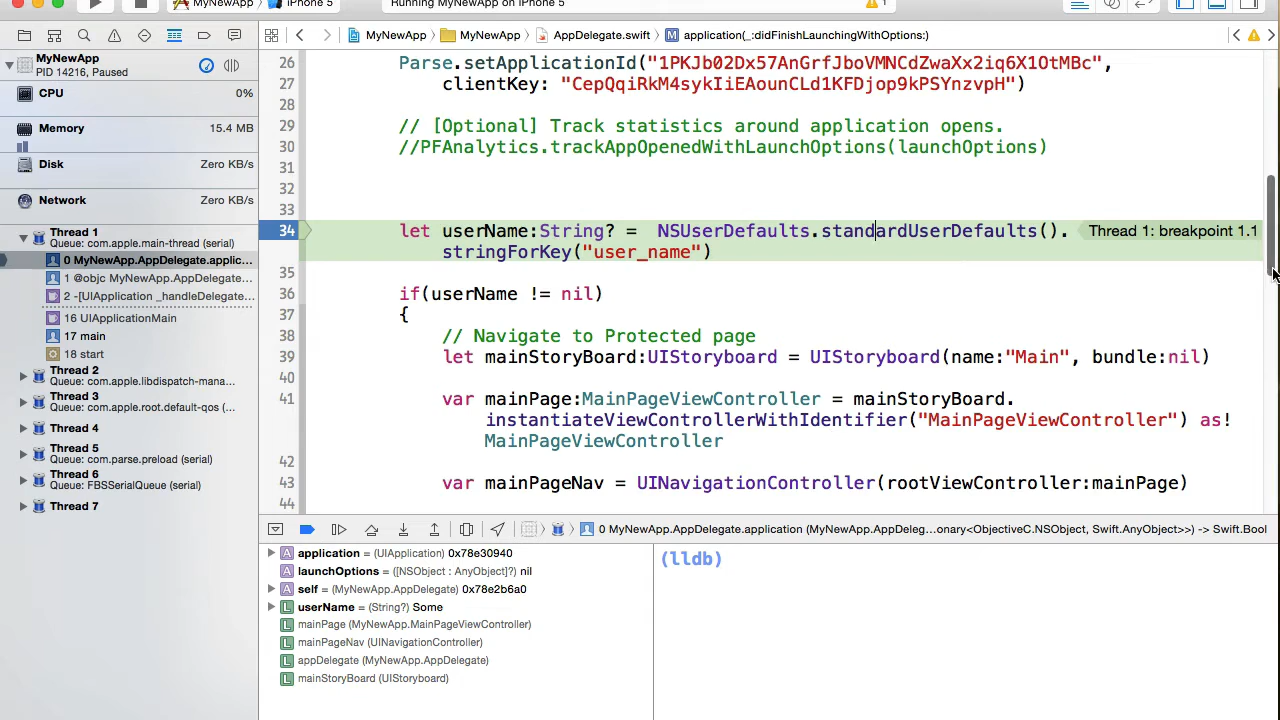 MyNewApp
iPhone 5
Running MyNewApp on iPhone 5
1
MyNewApp
MyNewApp
AppDelegate.swift
M
application(_:didFinishLaunchingWithOptions:)
MyNewApp
PID 14216, Paused
CPU
0%
Memory
15.4 MB
Disk
Zero KB/s
Network
Zero KB/s
Thread 1
Queue: com.apple.main-thread (serial)
0 MyNewApp.AppDelegate.applic...
1 @objc MyNewApp.AppDelegate...
2 -[UIApplication _handleDelegate...
16 UIApplicationMain
17 main
18 start
Thread 2
Queue: com.apple.libdispatch-mana...
Thread 3
Queue: com.apple.root.default-qos (...
Thread 4
Thread 5
Queue: com.parse.preload (serial)
Thread 6
Queue: FBSSerialQueue (serial)
Thread 7
26 Parse.setApplicationId("1PKJb02Dx57AnGrfJboVMNCdZwaXx2iq6X1OtMBc",
27 clientKey: "CepQqiRkM4sykIiEAounCLd1KFDjop9kPSYnzvpH")
28
29 // [Optional] Track statistics around application opens.
30 //PFAnalytics.trackAppOpenedWithLaunchOptions(launchOptions)
31
32
33
34 let userName:String? = NSUserDefaults.standardUserDefaults(). Thread 1: breakpoint 1.1
stringForKey("user_name")
35
36 if(userName != nil)
37 {
38 // Navigate to Protected page
39 let mainStoryBoard:UIStoryboard = UIStoryboard(name:"Main", bundle:nil)
40
41 var mainPage:MainPageViewController = mainStoryBoard.
instantiateViewControllerWithIdentifier("MainPageViewController") as!
MainPageViewController
42
43 var mainPageNav = UINavigationController(rootViewController:mainPage)
44
0 MyNewApp.AppDelegate.application (MyNewApp.AppDeleg...onary<ObjectiveC.NSObject, Swift.AnyObject>>) -> Swift.Bool
A application = (UIApplication) 0x78e30940
A launchOptions = ([NSObject : AnyObject]?) nil
A self = (MyNewApp.AppDelegate) 0x78e2b6a0
L userName = (String?) Some
L mainPage (MyNewApp.MainPageViewController)
L mainPageNav (UINavigationController)
L appDelegate (MyNewApp.AppDelegate)
L mainStoryBoard (UIStoryboard)
(lldb)